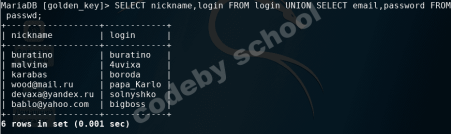 MariaDB [golden_key]> SELECT nickname,login FROM login UNION SELECT email,password FROM
passwd;
+------------------+-----------+
| nickname | login |
+------------------+-----------+
| buratino | buratino |
| malvina | 4uvixa |
| karabas | boroda |
| wood@mail.ru | papa_Karlo |
| devaxa@yandex.ru | solnyshko |
| bablo@yahoo.com | bigboss |
+------------------+-----------+
6 rows in set (0.001 sec)
codeby school